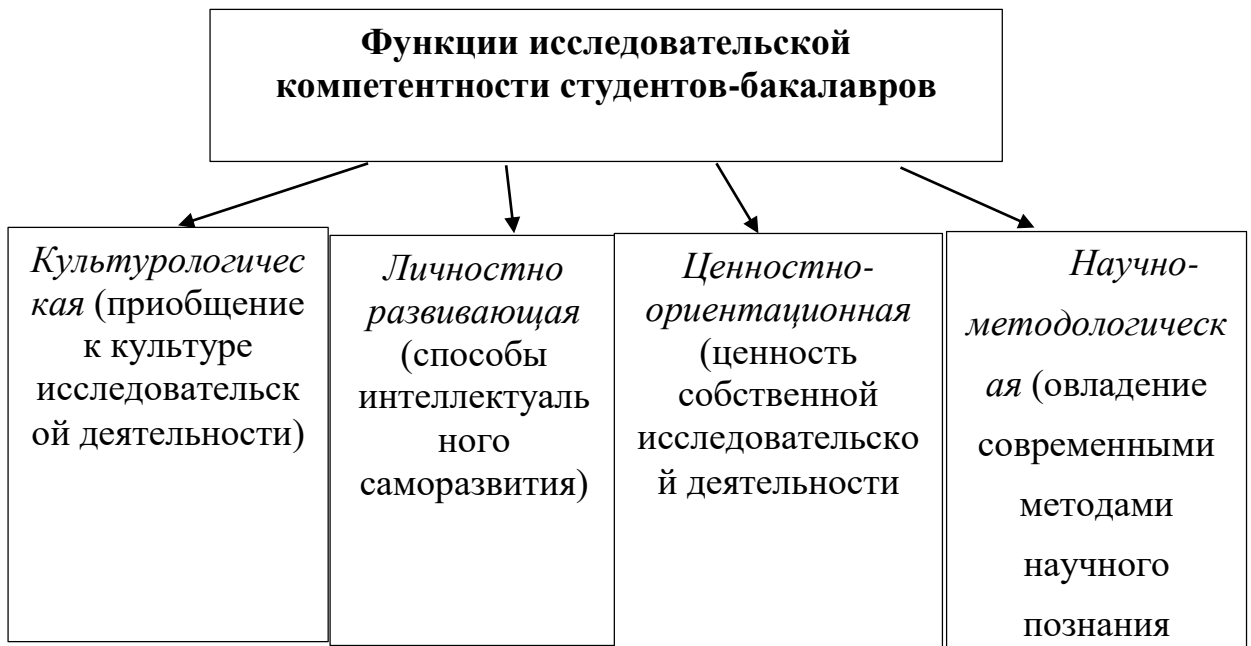 Функции исследовательской
компетентности студентов-бакалавров
Культурологичес
кая (приобщение
к культуре
исследовательск
ой деятельности)
Личностно
развивающая
(способы
интеллектуаль
ного
саморазвития)
Ценностно-
ориентационная
(ценность
собственной
исследовательско
й деятельности
Научно-
методологическ
ая (овладение
современными
методами
научного
познания